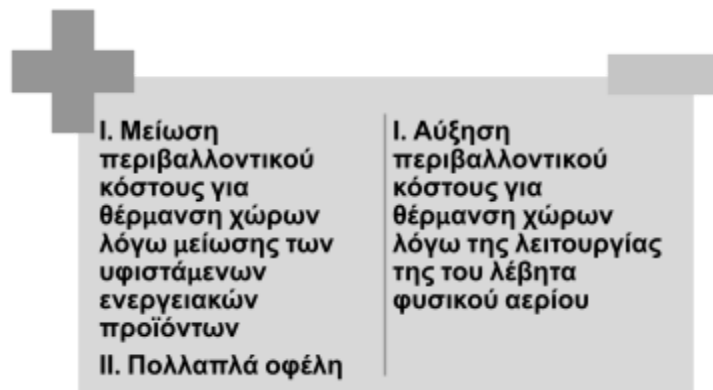 I. Μείωση
περιβαλλοντικού
κόστους για
θέρμανση χώρων
λόγω μείωσης των
υφιστάμενων
ενεργειακών
προϊόντων
II. Πολλαπλά οφέλη
I. Αύξηση
περιβαλλοντικού
κόστους για
θέρμανση χώρων
λόγω της λειτουργίας
της του λέβητα
φυσικού αερίου